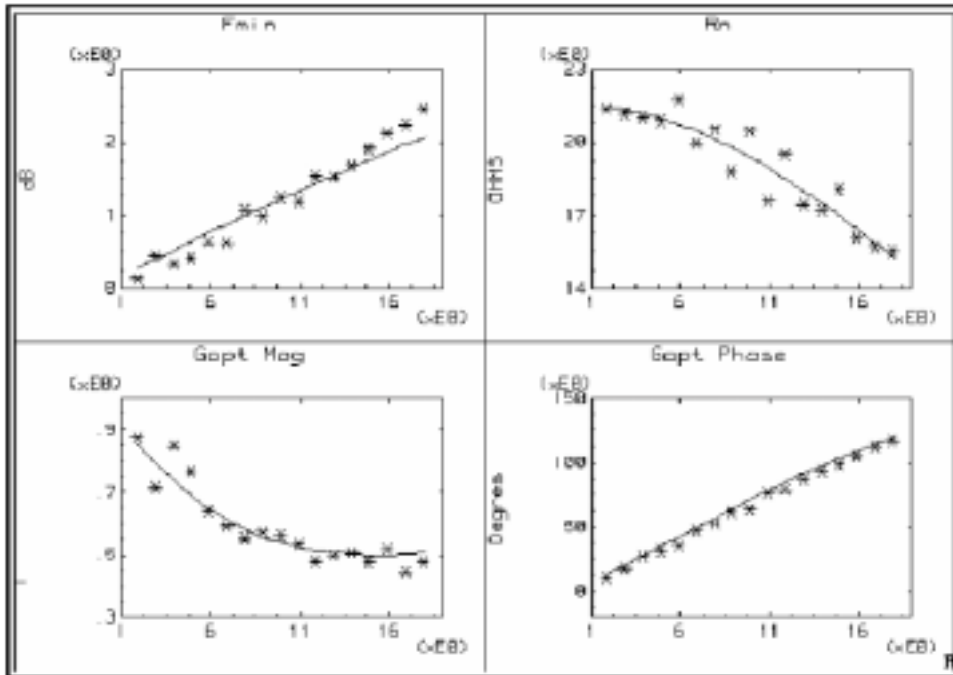 Fmin
(xE0)
3
2
1
0
dB
1 6 11 16
(xE0)
Rn
(xE0)
23
20
17
14
OHMS
1 6 11 16
(xE0)
Gopt Mag
(xE0)
.9
.7
.5
.3
1 6 11 16
(xE0)
Gopt Phase
(xE0)
150
100
50
0
Degres
1 6 11 16
(xE0)